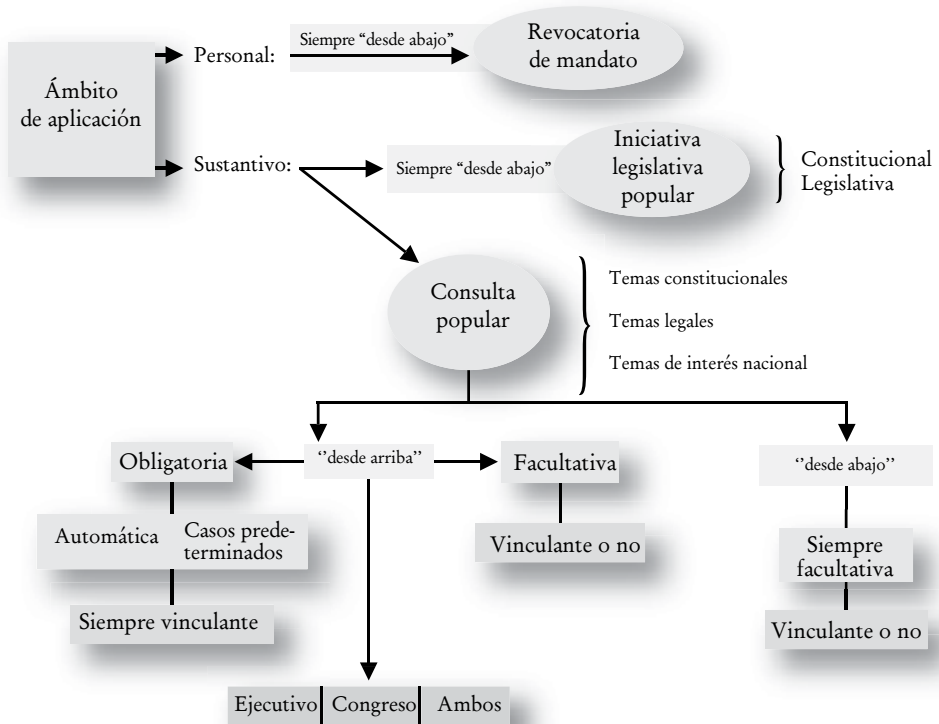 Ámbito
de aplicación
Personal:
Siempre “desde abajo”
Revocatoria
de mandato
Sustantivo:
Siempre “desde abajo”
Iniciativa
legislativa
popular
Constitucional
Legislativa
Consulta
popular
Temas constitucionales
Temas legales
Temas de interés nacional
Obligatoria
‘‘desde arriba’’
Facultativa
‘‘desde abajo’’
Automática
Casos prede-
terminados
Vinculante o no
Siempre
facultativa
Siempre vinculante
Vinculante o no
Ejecutivo Congreso Ambos